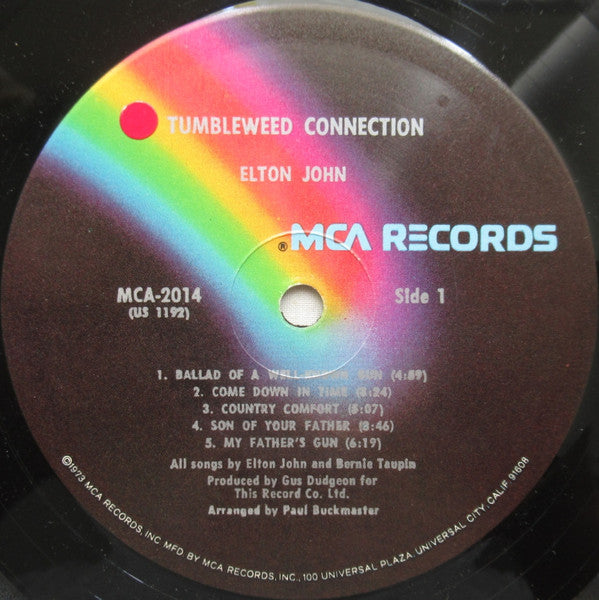 TUMBLEWEED CONNECTION
ELTON JOHN
® MCA RECORDS
MCA-2014 Side 1
(US 1192)
1. BALLAD OF A WELL-KNOWN GUN (4:59)
2. COME DOWN IN TIME (3:24)
3. COUNTRY COMFORT (5:07)
4. SON OF YOUR FATHER (3:46)
5. MY FATHER'S GUN (6:19)
All songs by Elton John and Bernie Taupin
Produced by Gus Dudgeon for
This Record Co. Ltd.
Arranged by Paul Buckmaster
©1973 MCA RECORDS, INC MFD BY MCA RECORDS, INC., 100 UNIVERSAL PLAZA, UNIVERSAL CITY, CALIF 91608